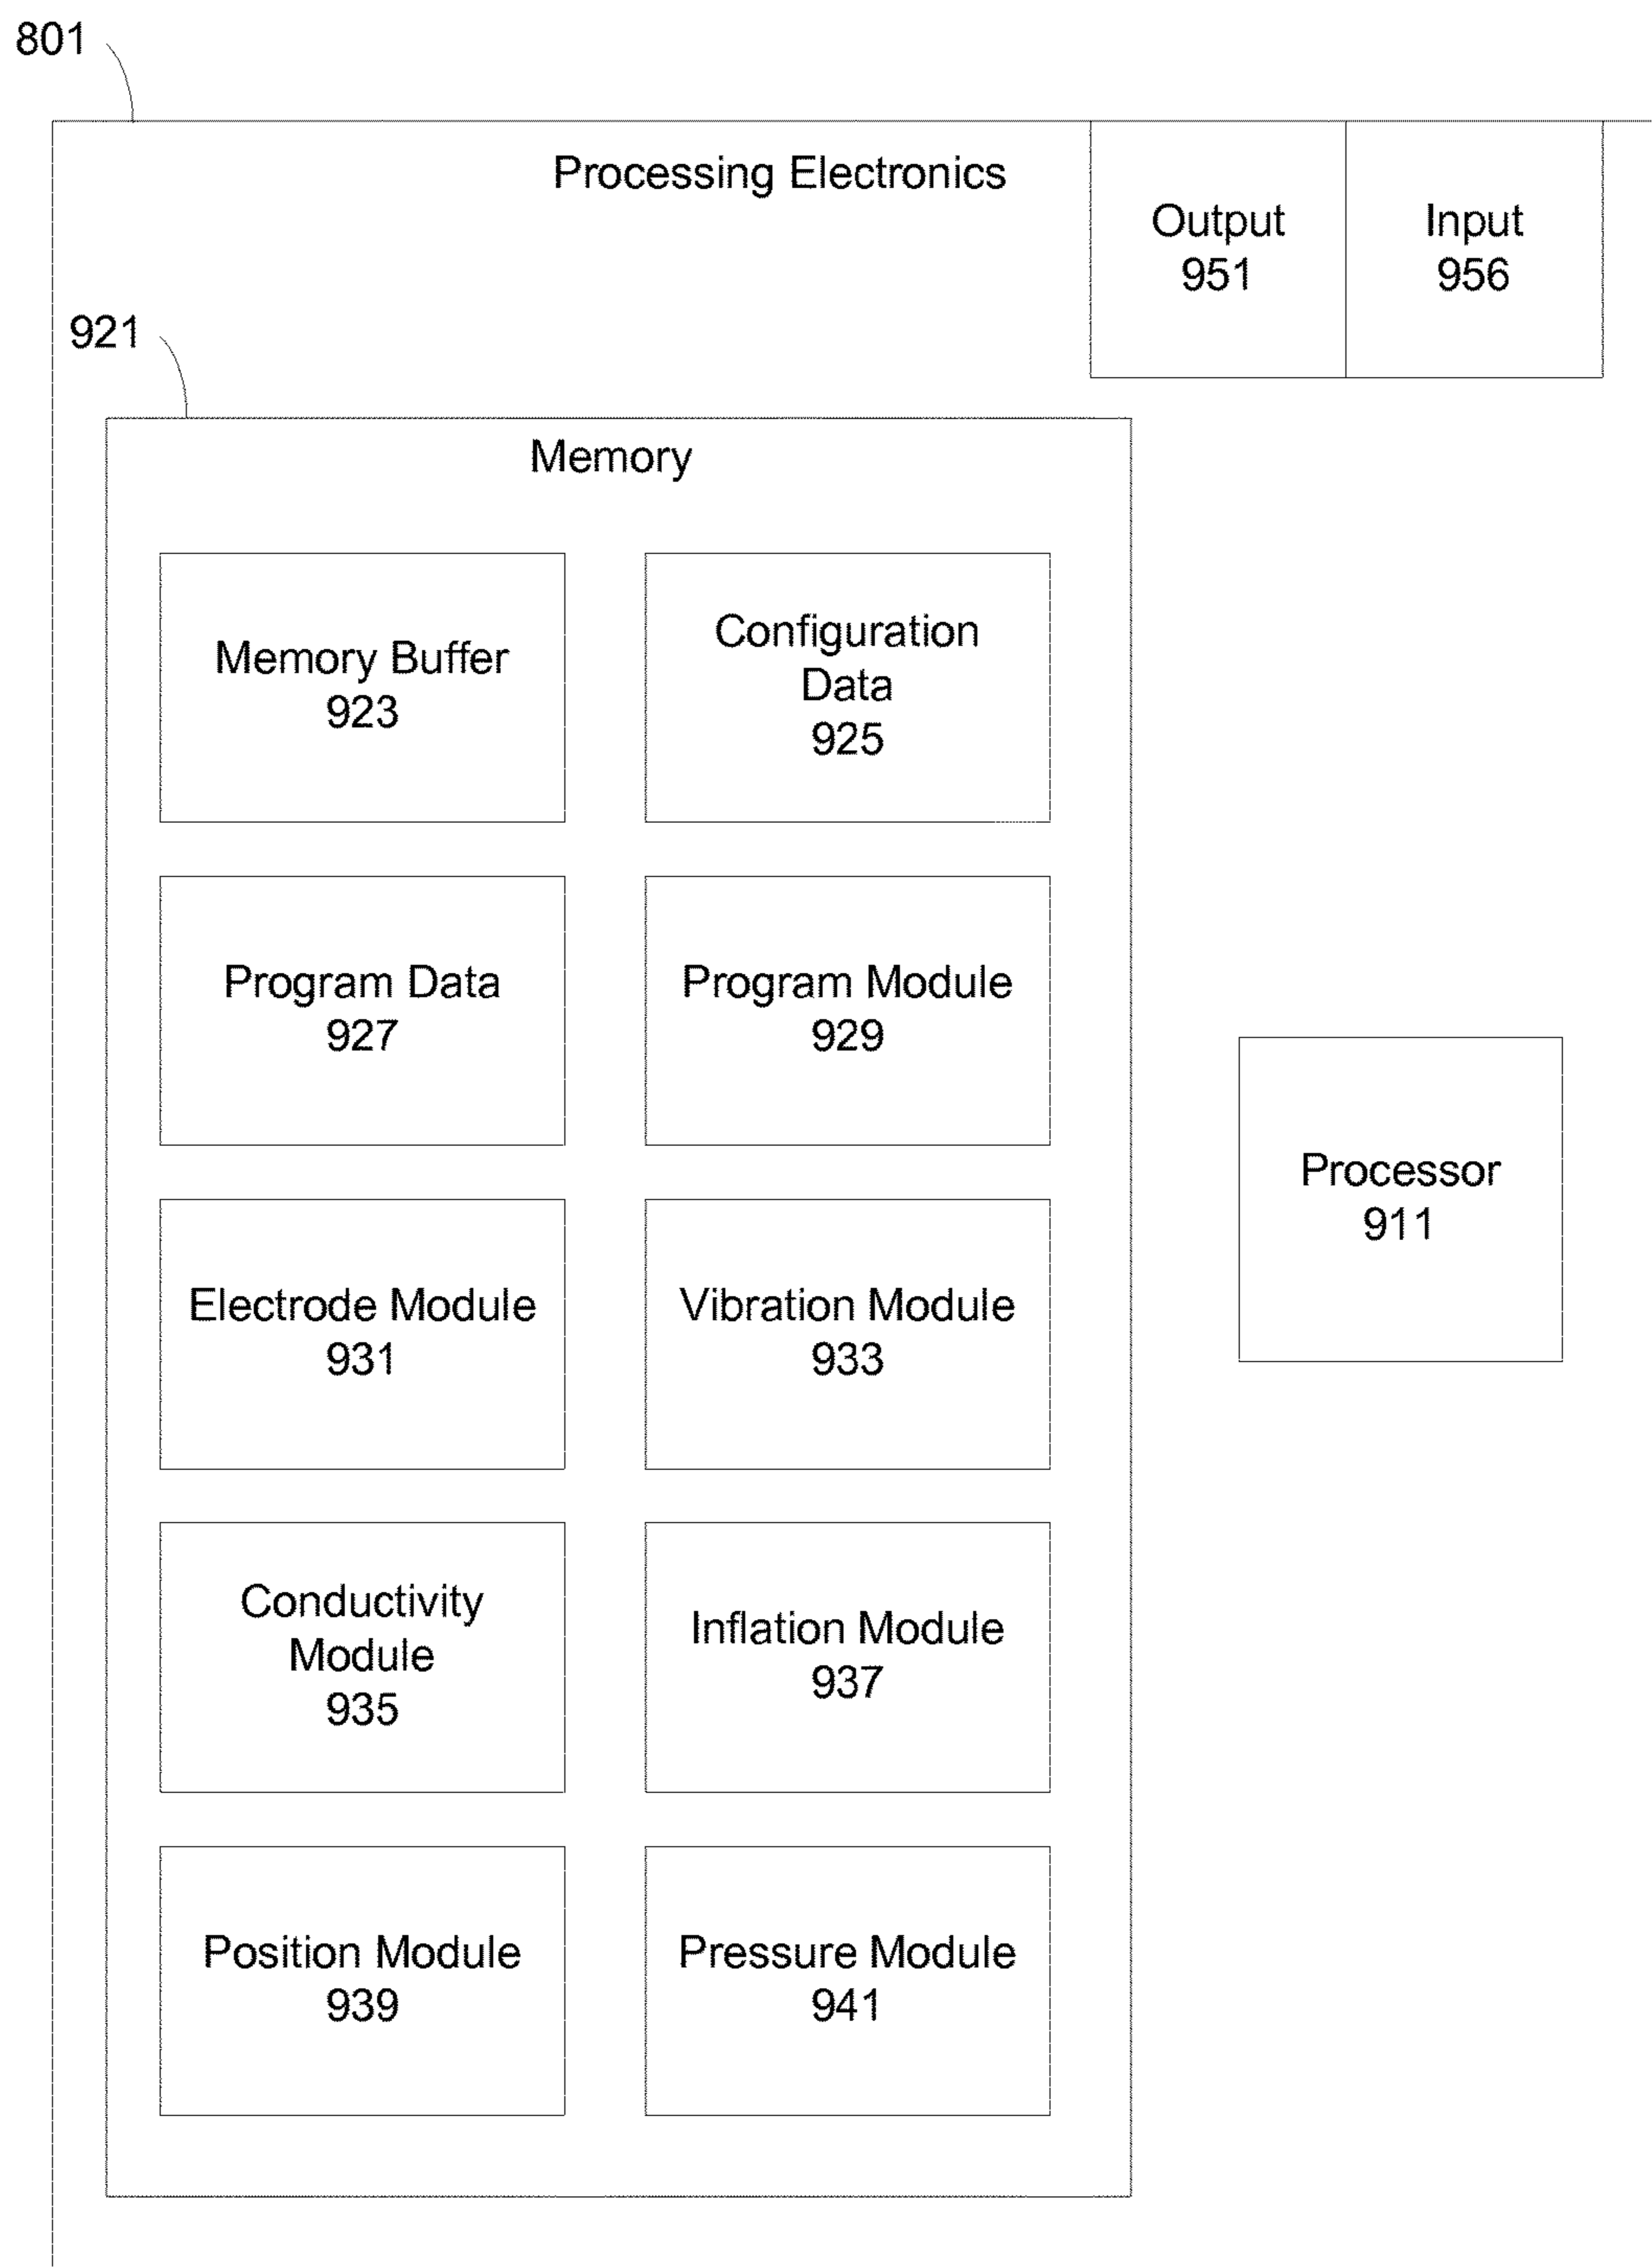 801
Processing Electronics
Output
951
Input
956
921
Memory
Memory Buffer
923
Configuration
Data
925
Program Data
927
Program Module
929
Electrode Module
931
Vibration Module
933
Conductivity
Module
935
Inflation Module
937
Position Module
939
Pressure Module
941
Processor
911